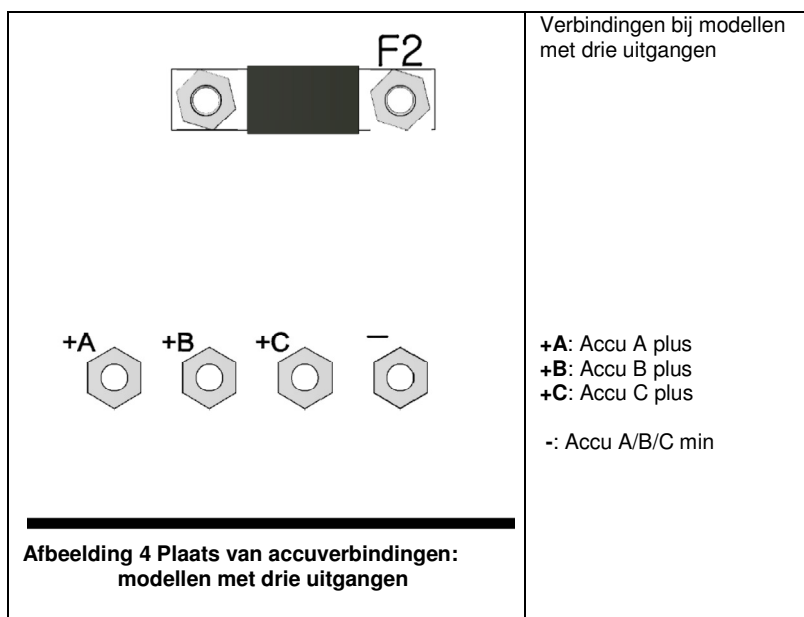 F2
Verbindingen bij modellen
met drie uitgangen
+A +B +C –
+A: Accu A plus
+B: Accu B plus
+C: Accu C plus
-: Accu A/B/C min
Afbeelding 4 Plaats van accuverbindingen:
modellen met drie uitgangen